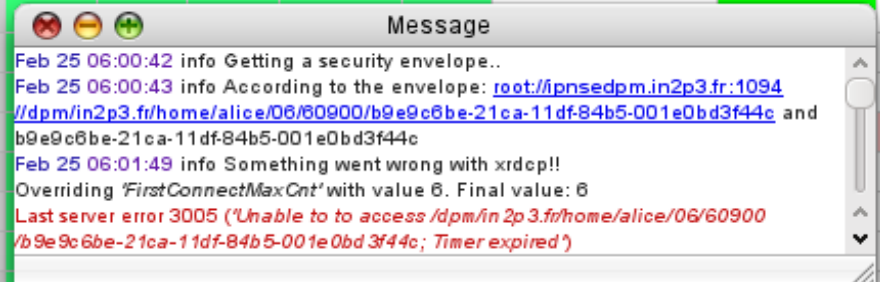 Message
Feb 25 06:00:42 info Getting a security envelope..
Feb 25 06:00:43 info According to the envelope: root://ipnsedpm.in2p3.fr:1094
//dpm/in2p3.fr/home/alice/06/60900/b9e9c6be-21ca-11df-84b5-001e0bd3f44c and
b9e9c6be-21ca-11df-84b5-001e0bd3f44c
Feb 25 06:01:49 info Something went wrong with xrdcp!!
Overriding 'FirstConnectMaxCnt' with value 6. Final value: 6
Last server error 3005 ('Unable to to access /dpm/in2p3.fr/home/alice/06/60900
/b9e9c6be-21ca-11df-84b5-001e0bd3f44c; Timer expired')